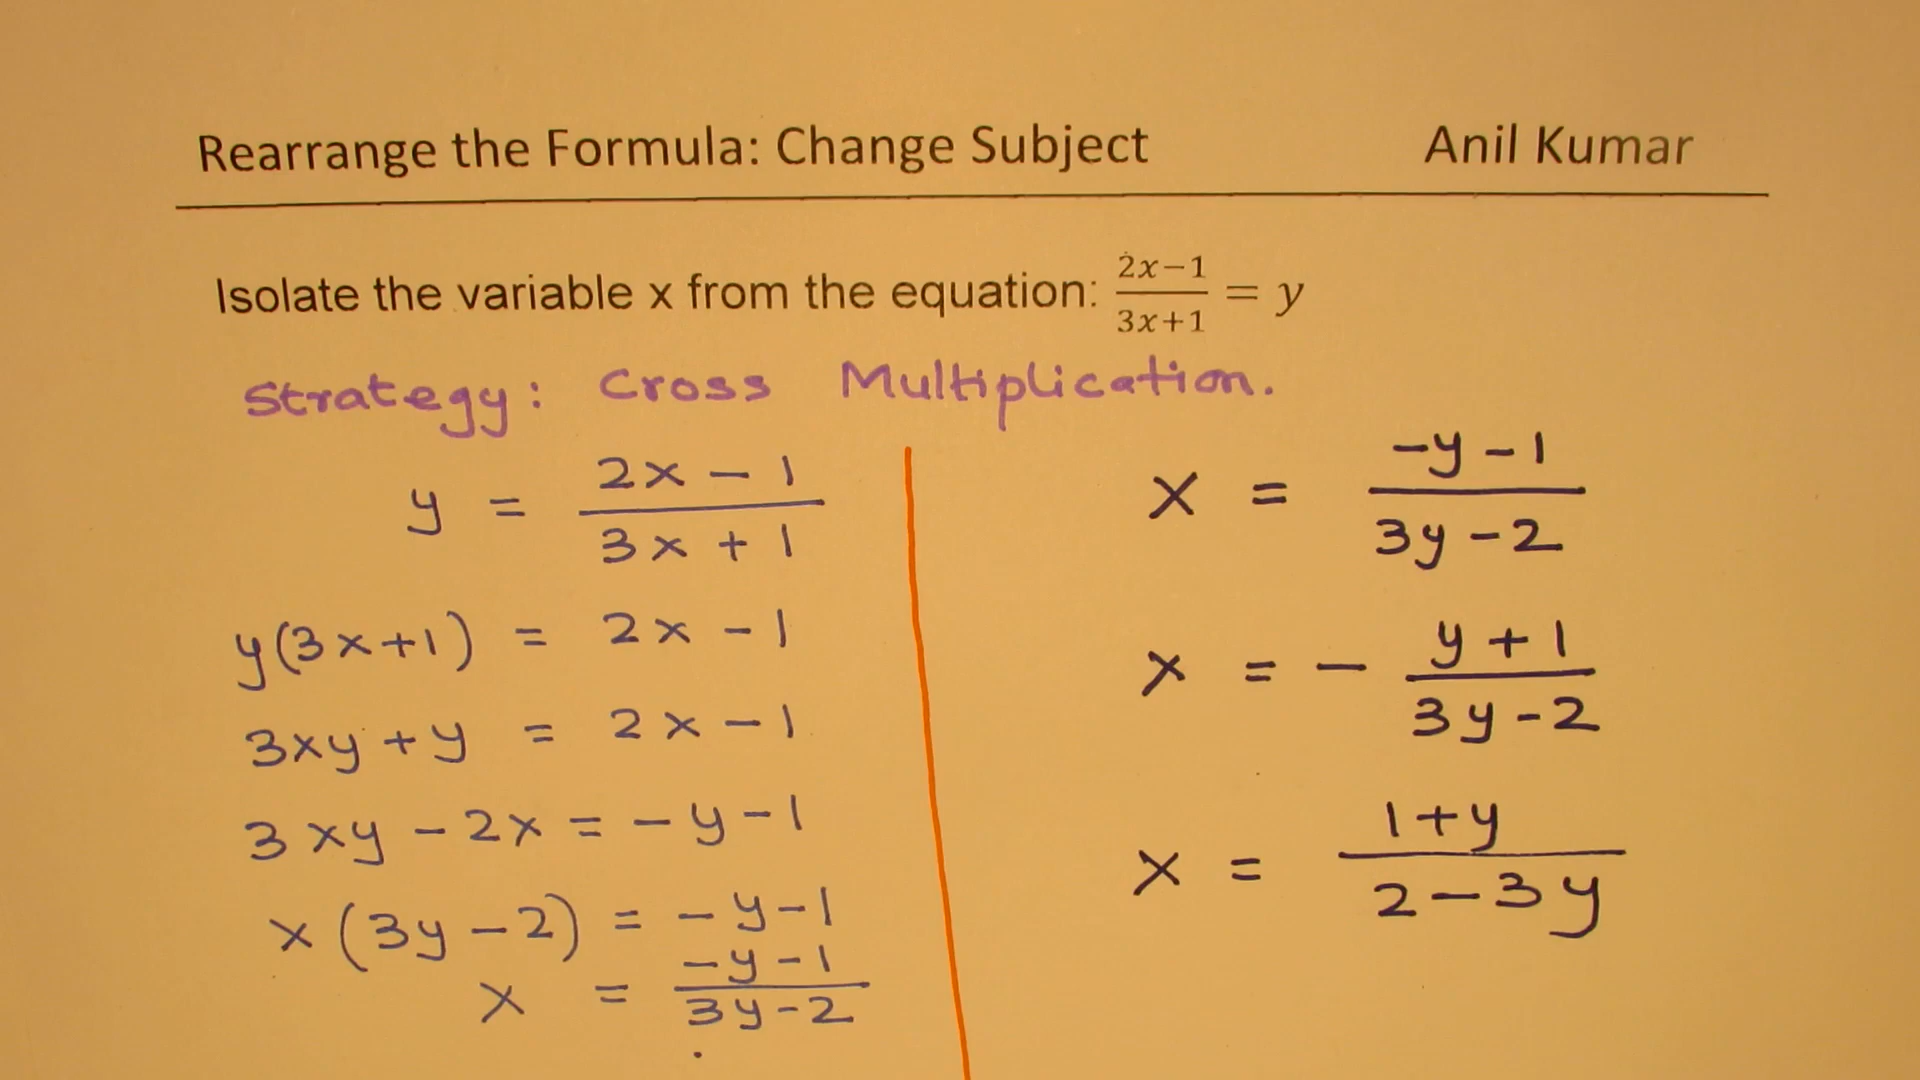 Rearrange the Formula: Change Subject Anil Kumar
Isolate the variable x from the equation: (2x−1)/(3x+1) = y
Strategy: Cross Multiplication.
y = (2x − 1)/(3x + 1)
y(3x+1) = 2x − 1
3xy + y = 2x − 1
3xy − 2x = −y − 1
x(3y − 2) = −y − 1
x = (−y − 1)/(3y − 2)
x = (−y − 1)/(3y − 2)
x = − (y + 1)/(3y − 2)
x = (1 + y)/(2 − 3y)